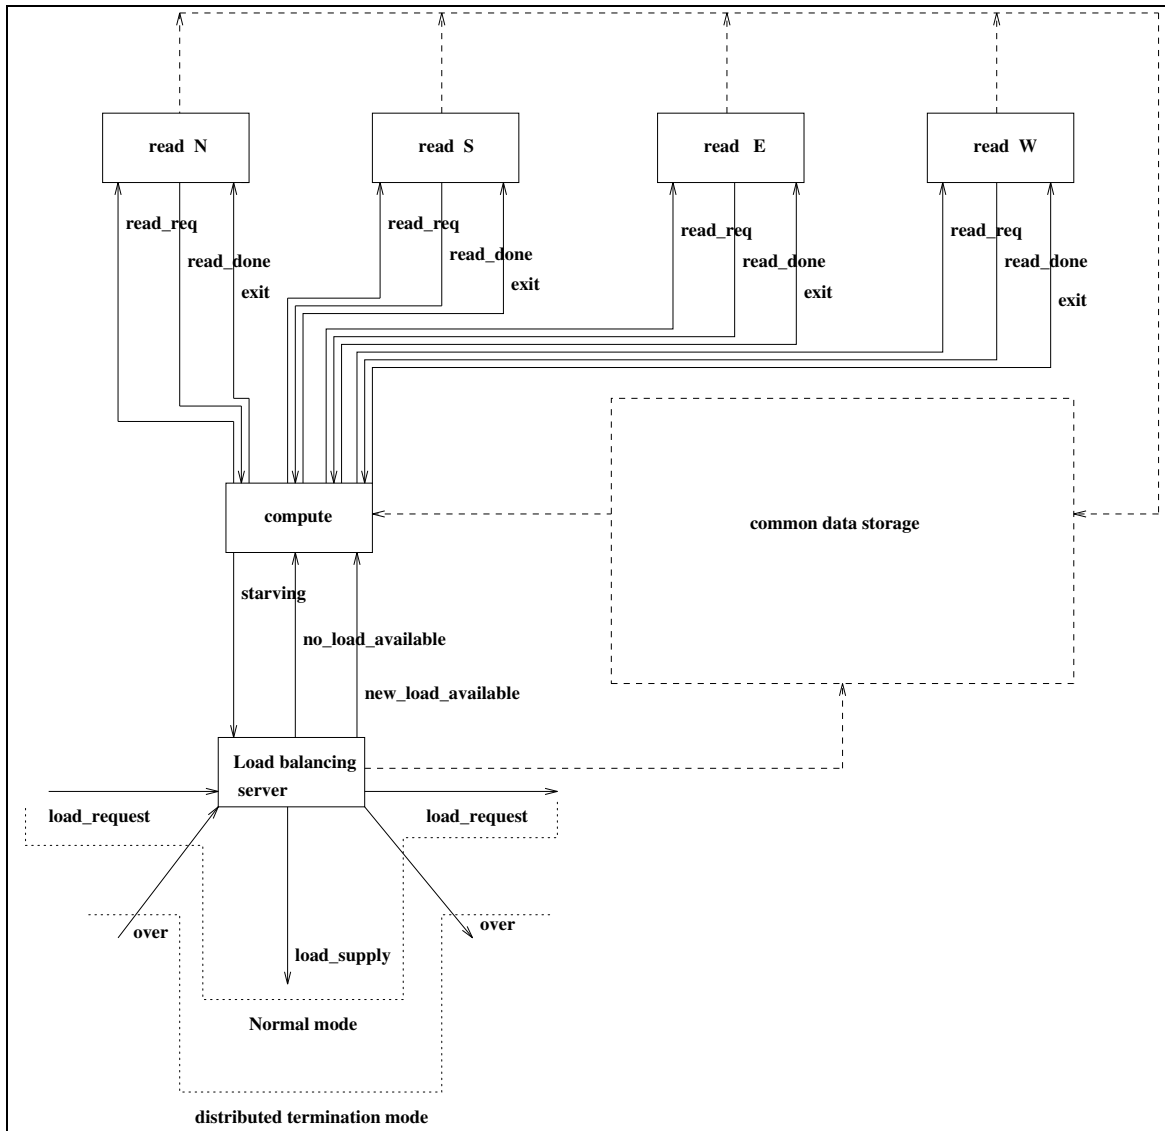 read N
read S
read E
read W
read_req
read_done
exit
read_req
read_done
exit
read_req
read_done
exit
read_req
read_done
exit
compute
common data storage
starving
no_load_available
new_load_available
Load balancing
server
load_request
load_request
over
over
load_supply
Normal mode
distributed termination mode